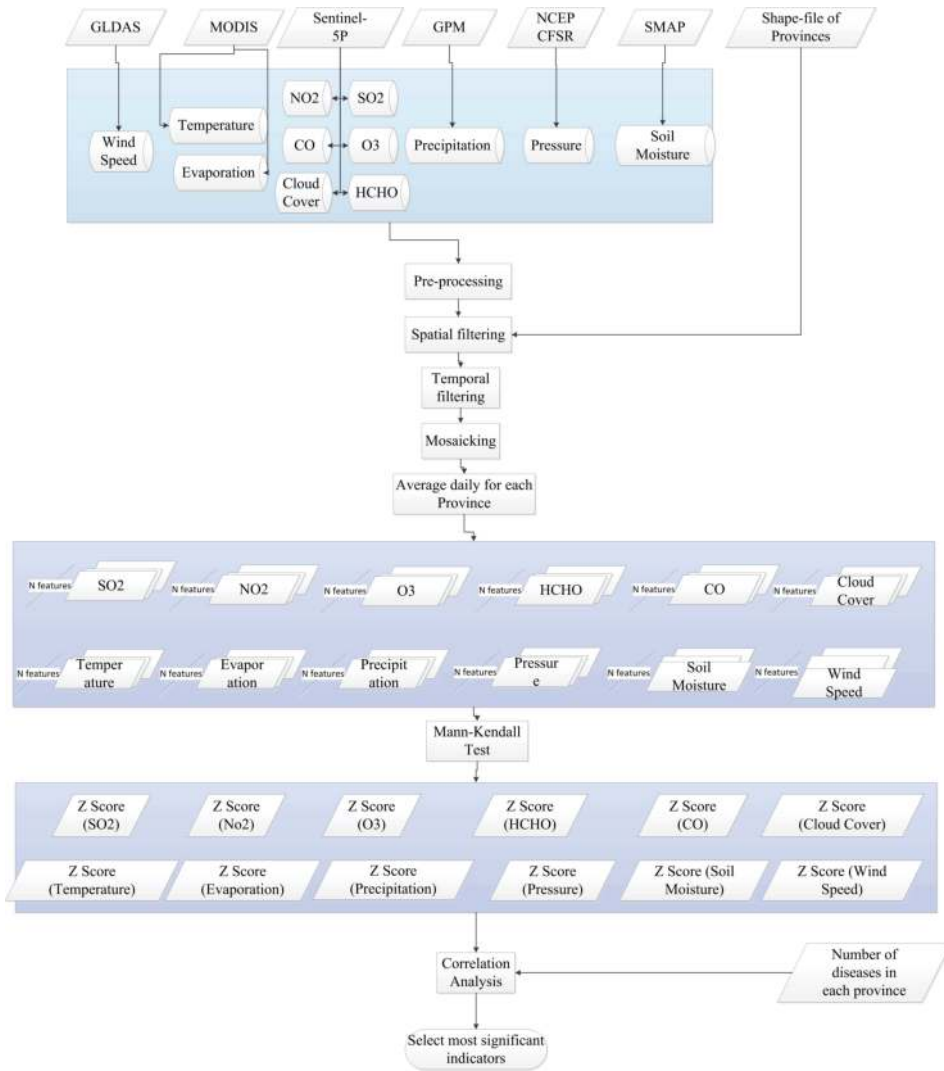 GLDAS
MODIS
Sentinel-
5P
GPM
NCEP
CFSR
SMAP
Shape-file of
Provinces
NO2
SO2
Temperature
Wind
Speed
CO
O3
Precipitation
Pressure
Soil
Moisture
Evaporation
Cloud
Cover
HCHO
Pre-processing
Spatial filtering
Temporal
filtering
Mosaicking
Average daily for each
Province
N features
SO2
N features
NO2
N features
O3
N features
HCHO
N features
CO
N features
Cloud
Cover
N features
Temper
ature
N features
Evapor
ation
N features
Precipit
ation
N features
Pressur
e
N features
Soil
Moisture
N features
Wind
Speed
Mann-Kendall
Test
Z Score
(SO2)
Z Score
(No2)
Z Score
(O3)
Z Score
(HCHO)
Z Score
(CO)
Z Score
(Cloud Cover)
Z Score
(Temperature)
Z Score
(Evaporation)
Z Score
(Precipitation)
Z Score
(Pressure)
Z Score (Soil
Moisture)
Z Score (Wind
Speed)
Correlation
Analysis
Number of
diseases in
each province
Select most significant
indicators